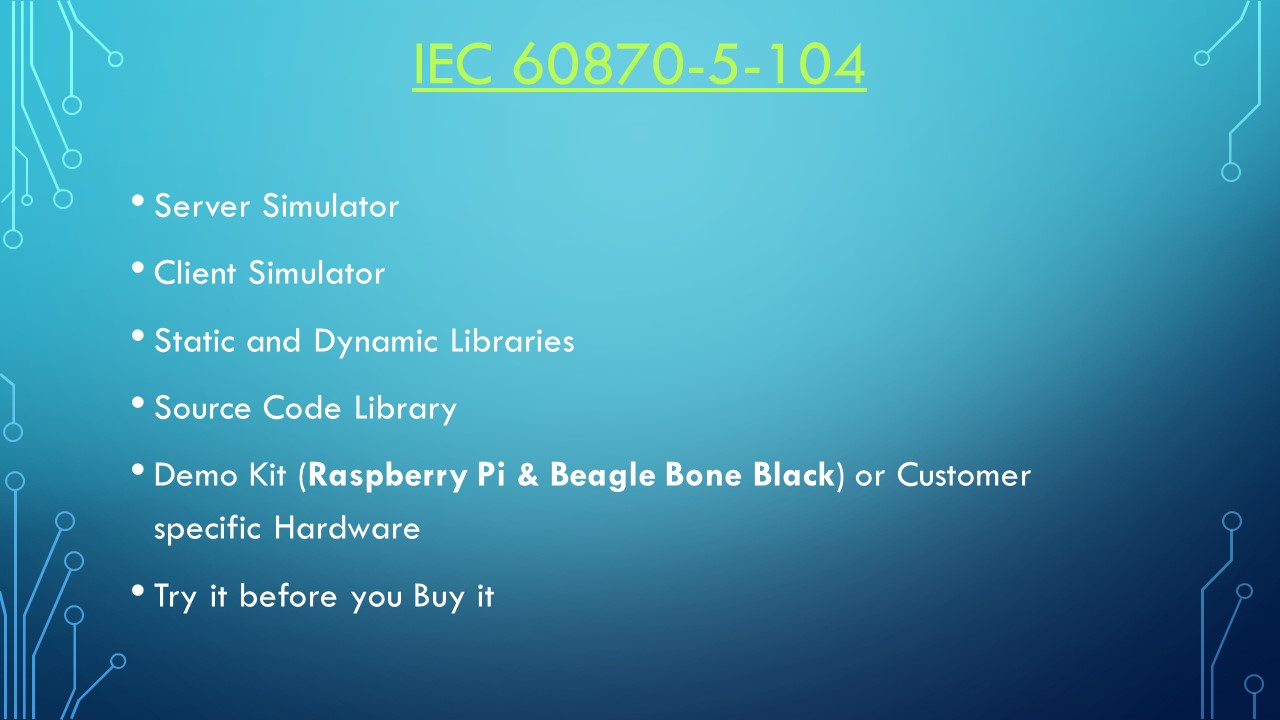 IEC 60870-5-104
• Server Simulator
• Client Simulator
• Static and Dynamic Libraries
• Source Code Library
• Demo Kit (Raspberry Pi & Beagle Bone Black) or Customer
specific Hardware
• Try it before you Buy it